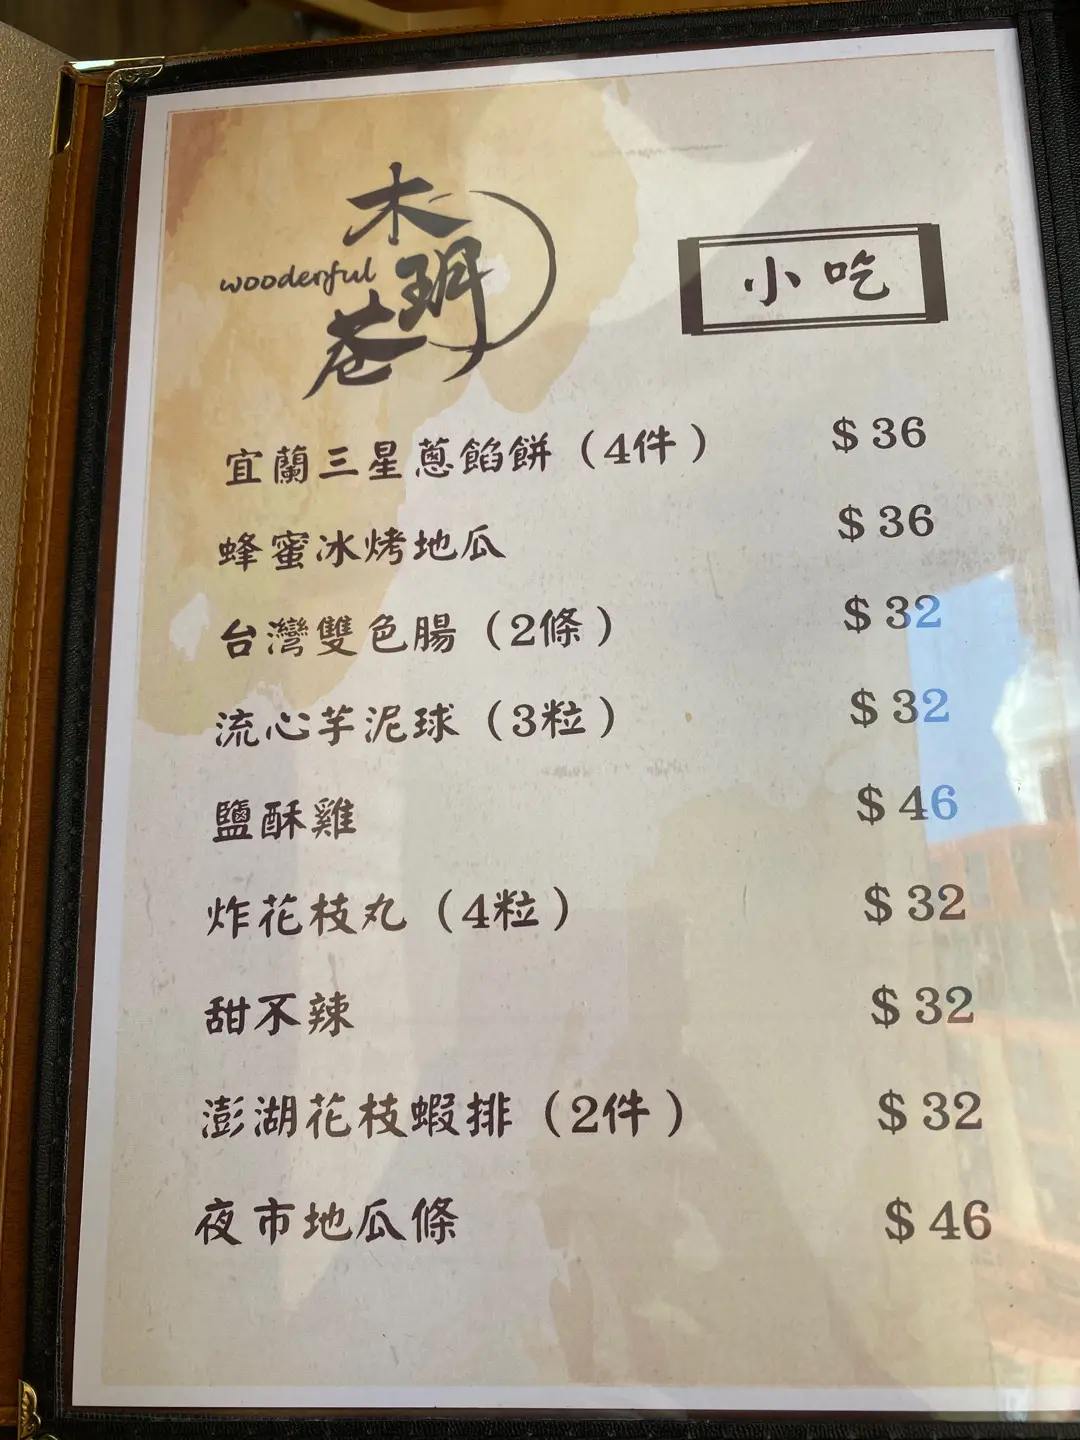 木
玥
巷
wooderful
小吃
宜蘭三星蔥餡餅（4件） $36
蜂蜜冰烤地瓜 $36
台灣雙色腸（2條） $32
流心芋泥球（3粒） $32
鹽酥雞 $46
炸花枝丸（4粒） $32
甜不辣 $32
澎湖花枝蝦排（2件） $32
夜市地瓜條 $46